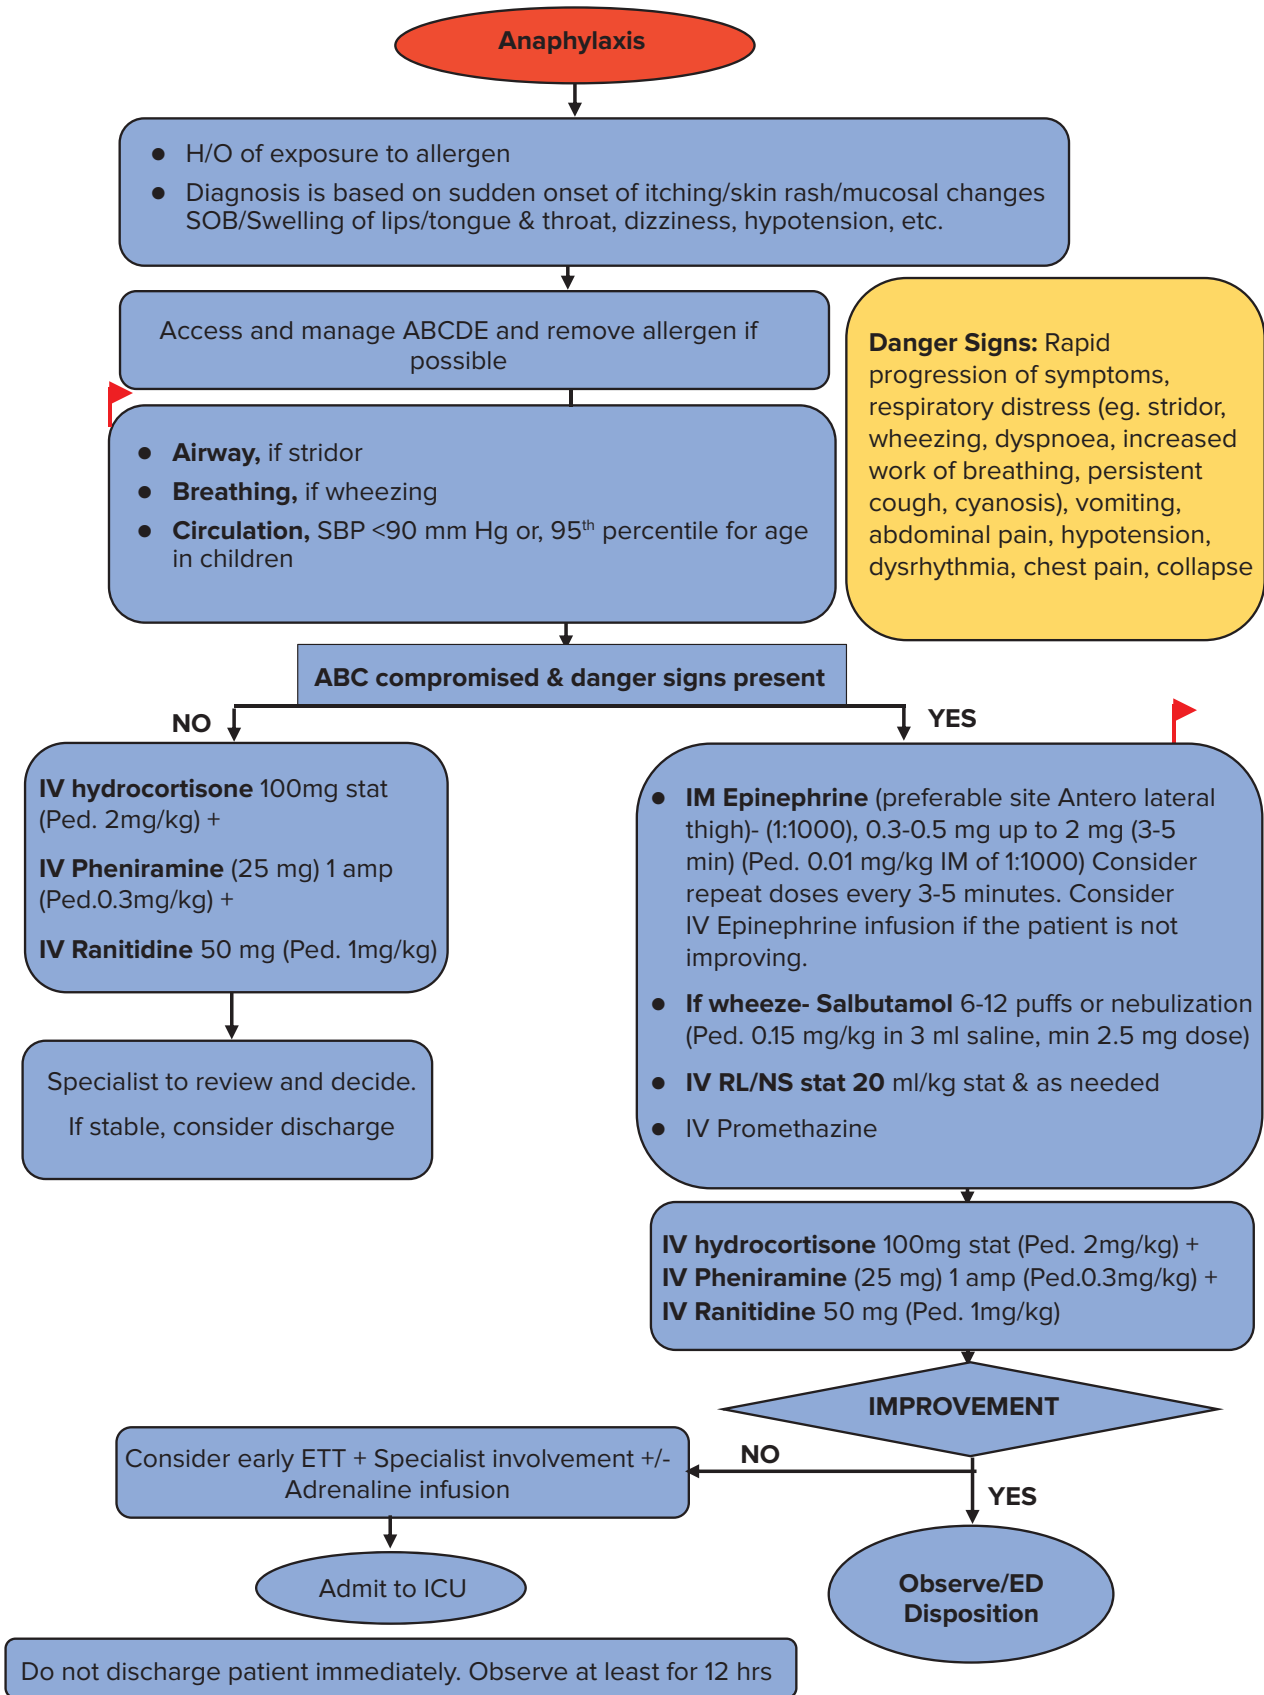 Anaphylaxis
● H/O of exposure to allergen
● Diagnosis is based on sudden onset of itching/skin rash/mucosal changes
SOB/Swelling of lips/tongue & throat, dizziness, hypotension, etc.
Access and manage ABCDE and remove allergen if
possible
Danger Signs: Rapid
progression of symptoms,
respiratory distress (eg. stridor,
wheezing, dyspnoea, increased
work of breathing, persistent
cough, cyanosis), vomiting,
abdominal pain, hypotension,
dysrhythmia, chest pain, collapse
● Airway, if stridor
● Breathing, if wheezing
● Circulation, SBP <90 mm Hg or, 95th percentile for age
in children
ABC compromised & danger signs present
NO
YES
IV hydrocortisone 100mg stat
(Ped. 2mg/kg) +
IV Pheniramine (25 mg) 1 amp
(Ped.0.3mg/kg) +
IV Ranitidine 50 mg (Ped. 1mg/kg)
Specialist to review and decide.
If stable, consider discharge
● IM Epinephrine (preferable site Antero lateral
thigh)- (1:1000), 0.3-0.5 mg up to 2 mg (3-5
min) (Ped. 0.01 mg/kg IM of 1:1000) Consider
repeat doses every 3-5 minutes. Consider
IV Epinephrine infusion if the patient is not
improving.
● If wheeze- Salbutamol 6-12 puffs or nebulization
(Ped. 0.15 mg/kg in 3 ml saline, min 2.5 mg dose)
● IV RL/NS stat 20 ml/kg stat & as needed
● IV Promethazine
IV hydrocortisone 100mg stat (Ped. 2mg/kg) +
IV Pheniramine (25 mg) 1 amp (Ped.0.3mg/kg) +
IV Ranitidine 50 mg (Ped. 1mg/kg)
IMPROVEMENT
NO
YES
Consider early ETT + Specialist involvement +/-
Adrenaline infusion
Admit to ICU
Observe/ED
Disposition
Do not discharge patient immediately. Observe at least for 12 hrs